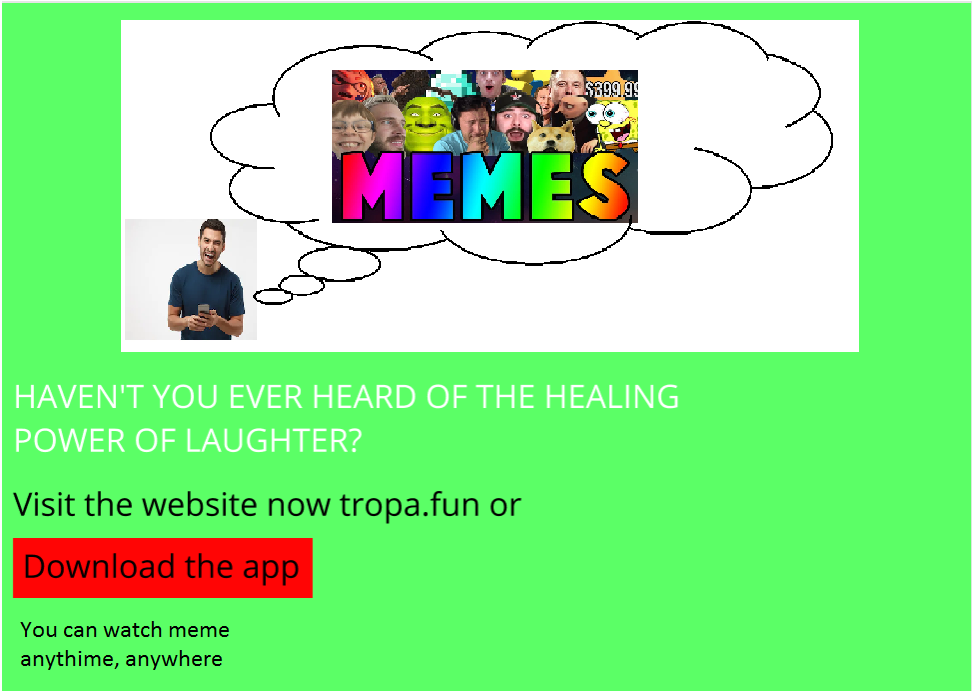 $399.99
MEMES
HAVEN'T YOU EVER HEARD OF THE HEALING
POWER OF LAUGHTER?
Visit the website now tropa.fun or
Download the app
You can watch meme
anythime, anywhere